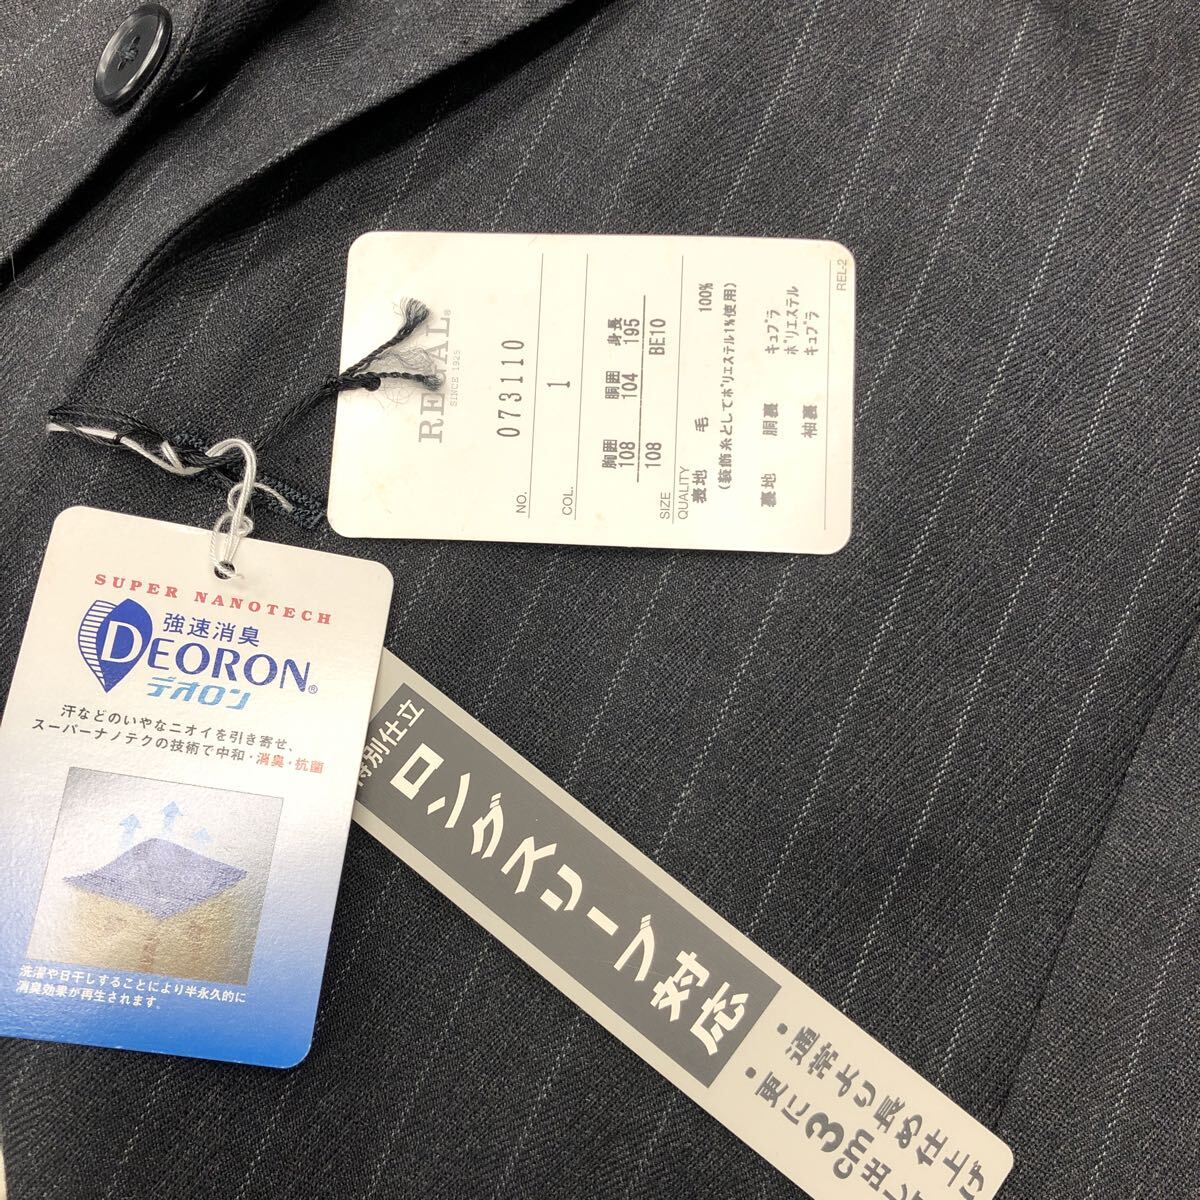 REGAL®
SINCE 1925
NO. 073110
COL. 1
胸囲 胴囲 身長
108 104 195
SIZE 108 BE10
QUALITY
表地 毛 100%
(装飾糸としてポリエステル1%使用)
裏地 胴裏 キュプラ
ポリエステル
袖裏 キュプラ
REL-2
SUPER NANOTECH
強速消臭
DEORON®
デオロン
汗などのいやなニオイを引き寄せ、
スーパーナノテクの技術で中和・消臭・抗菌
洗濯や日干しすることにより半永久的に
消臭効果が再生されます。
特別仕立
ロングスリーブ対応
・通常より長め仕上げ
・更に3cm出し